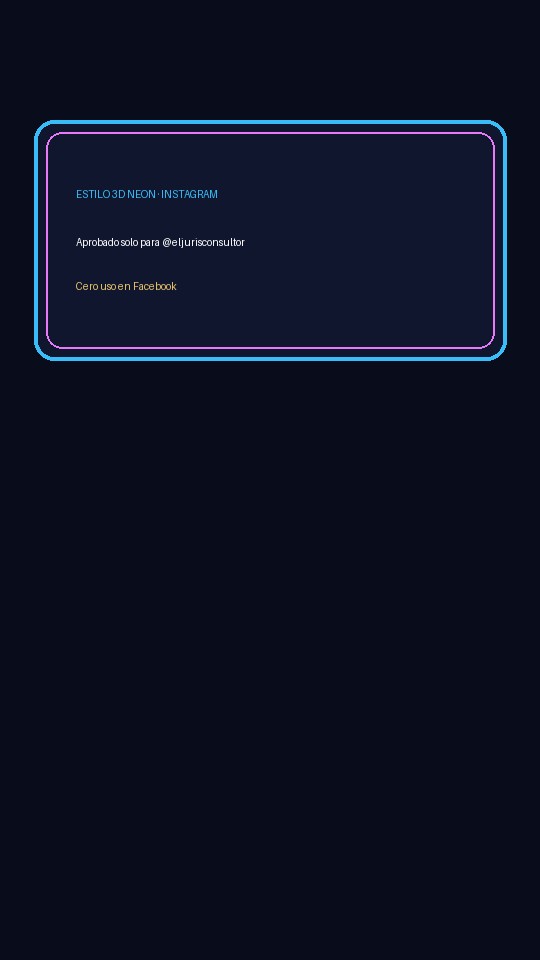 ESTILO 3D NEON · INSTAGRAM
Aprobado solo para @eljurisconsultor
Cero uso en Facebook